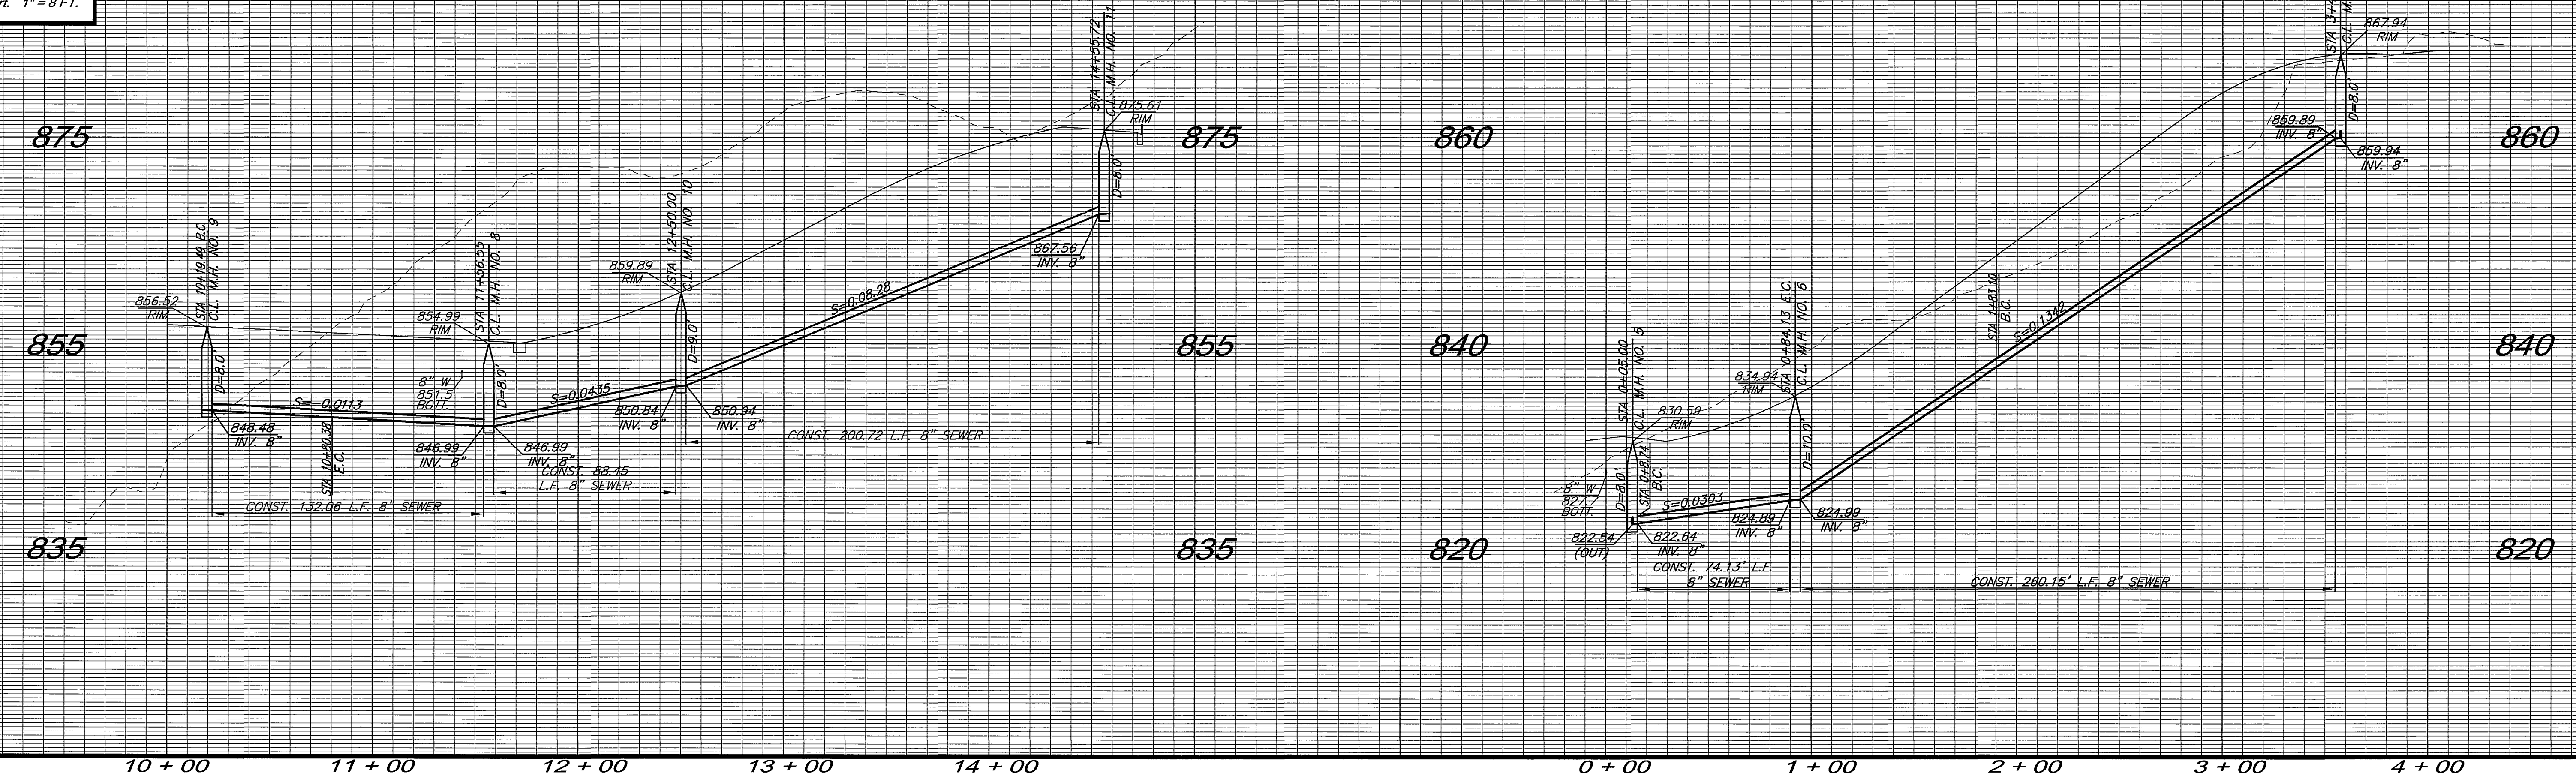 rt. 1" = 8 FT.
875
855
835
856.52
RIM
STA 10+19.49 B.C.
C.L. M.H. NO. 9
D=8.0'
848.48
INV. 8"
S=-0.0113
STA 10+80.38
E.C.
CONST. 132.06 L.F. 8" SEWER
854.99
RIM
STA 11+56.55
C.L. M.H. NO. 8
8" W
851.5
BOTT.
D=8.0'
846.99
INV. 8"
846.99
INV. 8"
S=0.0435
CONST. 88.45
L.F. 8" SEWER
859.89
RIM
STA 12+50.00
C.L. M.H. NO. 10
D=9.0'
850.84
INV. 8"
850.94
INV. 8"
S=0.08.28
CONST. 200.72 L.F. 8" SEWER
STA 14+55.72
C.L. M.H. NO. 11
875.61
RIM
D=8.0'
867.56
INV. 8"
875
855
835
10 + 00
11 + 00
12 + 00
13 + 00
14 + 00
860
840
820
STA 0+05.00
C.L. M.H. NO. 5
830.59
RIM
8" W
BOTT.
D=8.0'
STA 0+8.74
B.C.
822.54
(OUT)
822.64
INV. 8"
S=0.0303
CONST. 74.13' L.F.
8" SEWER
834.94
RIM
STA 0+84.13 E.C.
C.L. M.H. NO. 6
D=10.0'
824.89
INV. 8"
824.99
INV. 8"
STA 1+83.10
B.C.
S=0.1342
CONST. 260.15' L.F. 8" SEWER
STA 3+4
C.L. M.
867.94
RIM
D=8.0'
859.89
INV. 8"
859.94
INV. 8"
860
840
820
0 + 00
1 + 00
2 + 00
3 + 00
4 + 00